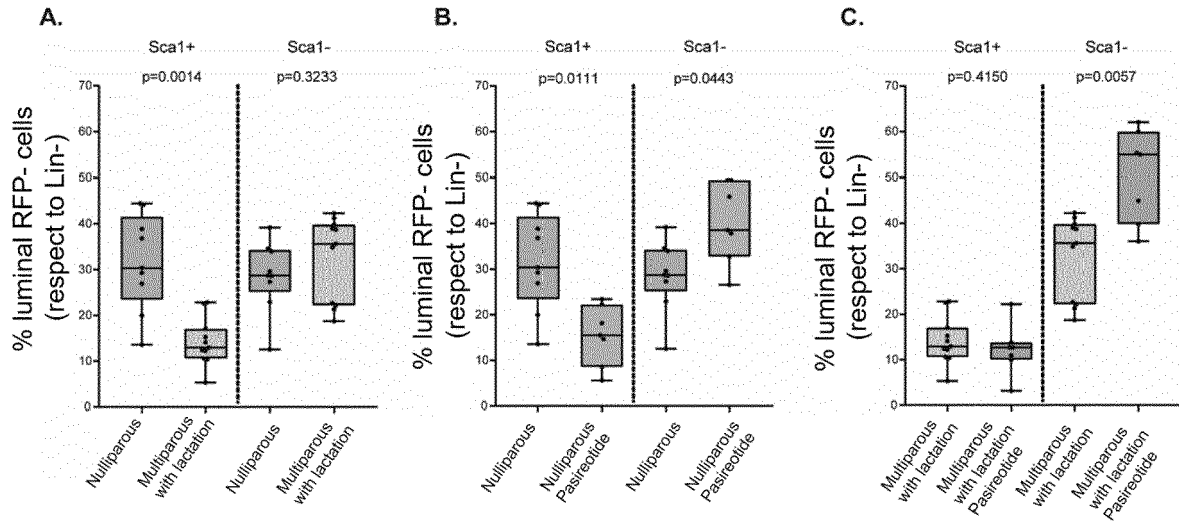 A.
Sca1+ Sca1-
p=0.0014 p=0.3233
% luminal RFP- cells
(respect to Lin-)
70
60
50
40
30
20
10
0
Nulliparous
Multiparous
with lactation
Nulliparous
Multiparous
with lactation
B.
Sca1+ Sca1-
p=0.0111 p=0.0443
% luminal RFP- cells
(respect to Lin-)
70
60
50
40
30
20
10
0
Nulliparous
Nulliparous
Pasireotide
Nulliparous
Nulliparous
Pasireotide
C.
Sca1+ Sca1-
p=0.4150 p=0.0057
% luminal RFP- cells
(respect to Lin-)
70
60
50
40
30
20
10
0
Multiparous
with lactation
Multiparous
with lactation
Pasireotide
Multiparous
with lactation
Multiparous
with lactation
Pasireotide